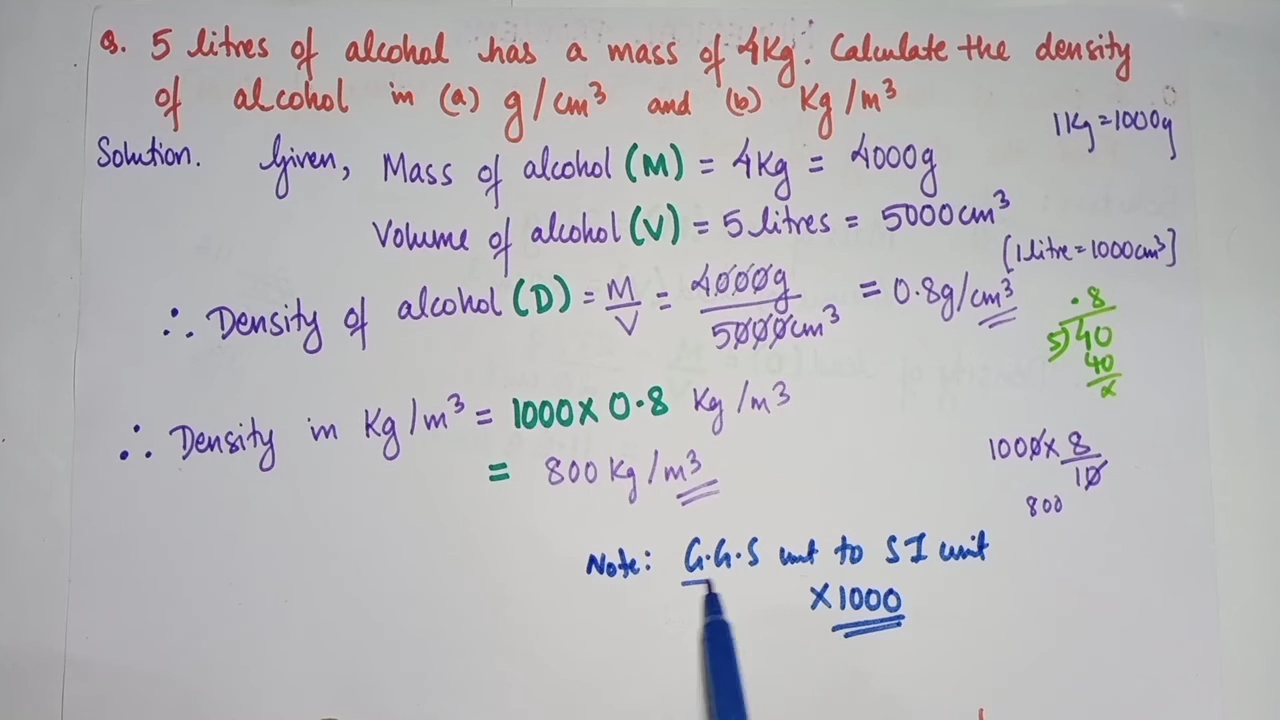 Q. 5 litres of alcohol has a mass of 4Kg. Calculate the density
of alcohol in (a) g/cm³ and (b) Kg/m³
1Kg=1000g
Solution. Given, Mass of alcohol (M) = 4Kg = 4000g
Volume of alcohol (V) = 5 litres = 5000cm³
[1 litre = 1000cm³]
∴ Density of alcohol (D) = M/V = 4000g/5000cm³ = 0.8g/cm³
.8
5)40
40
x
∴ Density in Kg/m³ = 1000 x 0.8 Kg/m³
= 800 Kg/m³
1000 x 8/10
800
Note: G.G.S unit to SI unit
x1000